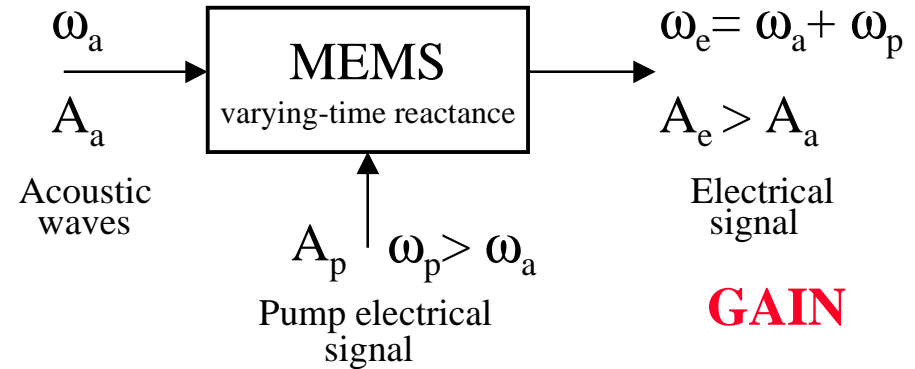 ωa
Aa
Acoustic
waves
MEMS
varying-time reactance
Ap ωp> ωa
Pump electrical
signal
ωe= ωa+ ωp
Ae > Aa
Electrical
signal
GAIN